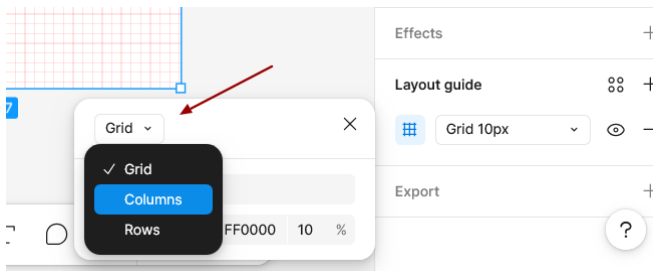 Effects
Layout guide
7
Grid
Grid 10px
Grid
Columns
Export
Rows
FF0000 10 %
?